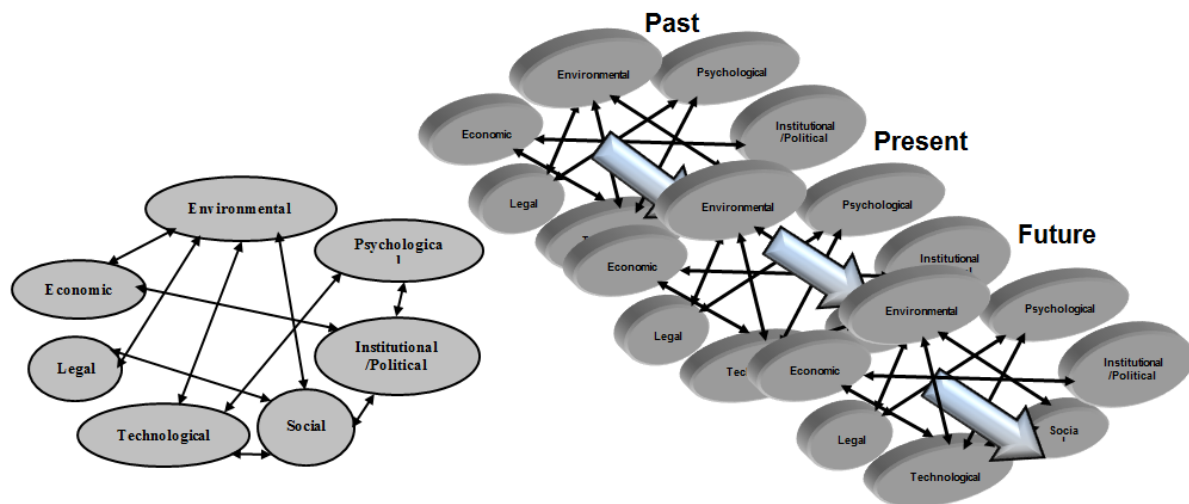 Environmental
Psychologica
l
Economic
Institutional
/Political
Legal
Social
Technological
Past
Environmental
Psychological
Economic
Institutional
/Political
Legal
Present
Environmental
Psychological
Economic
Institutional
Legal
Future
Environmental
Psychological
Economic
Institutional
/Political
Legal
Socia
l
Technological